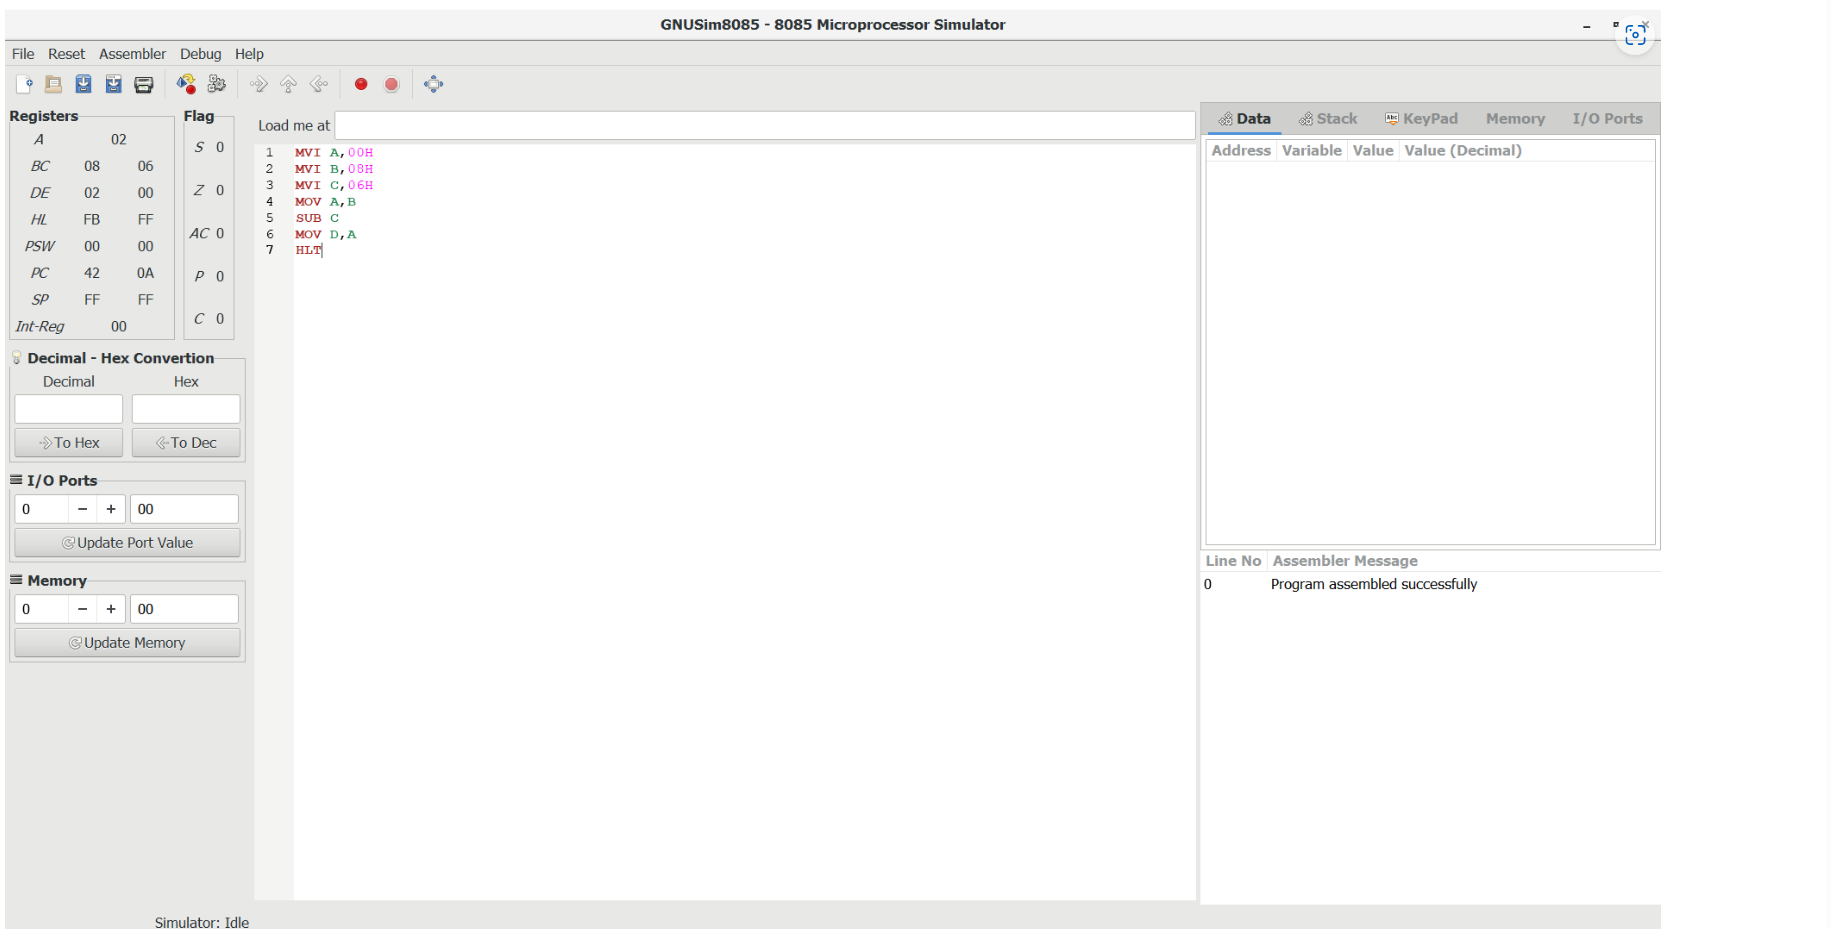 GNUSim8085 - 8085 Microprocessor Simulator
File Reset Assembler Debug Help
Registers
A 02
BC 08 06
DE 02 00
HL FB FF
PSW 00 00
PC 42 0A
SP FF FF
Int-Reg 00
Flag
S 0
Z 0
AC 0
P 0
C 0
Decimal - Hex Convertion
Decimal Hex
To Hex To Dec
I/O Ports
0 − + 00
Update Port Value
Memory
0 − + 00
Update Memory
Load me at
1 MVI A,00H
2 MVI B,08H
3 MVI C,06H
4 MOV A,B
5 SUB C
6 MOV D,A
7 HLT
Data Stack Abc KeyPad Memory I/O Ports
Address Variable Value Value (Decimal)
Line No Assembler Message
0 Program assembled successfully
Simulator: Idle